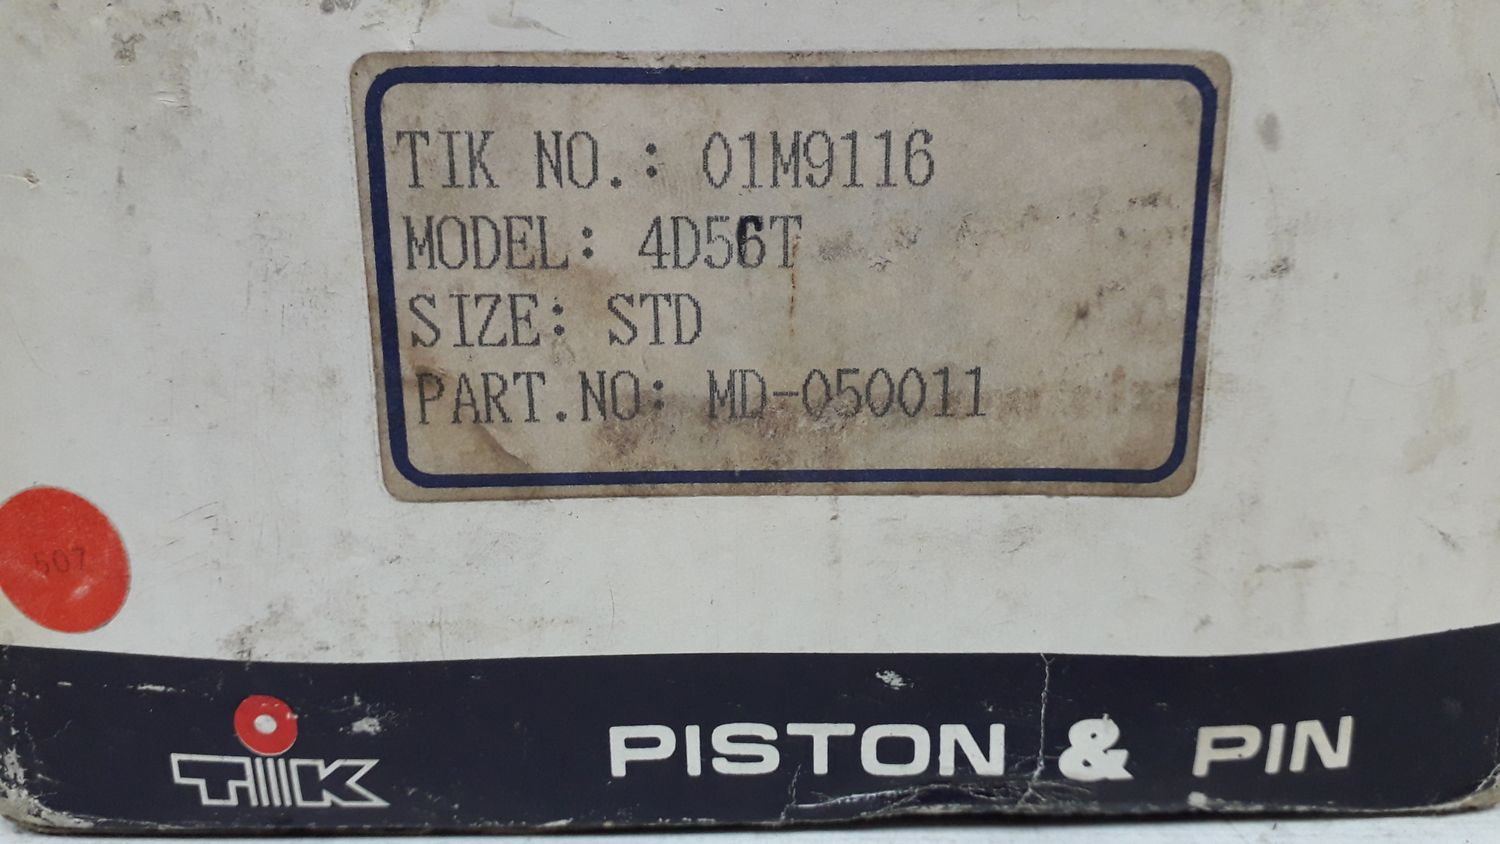 TIK NO.: 01M9116
MODEL: 4D56T
SIZE: STD
PART.NO: MD-050011
507
TIK
PISTON & PIN